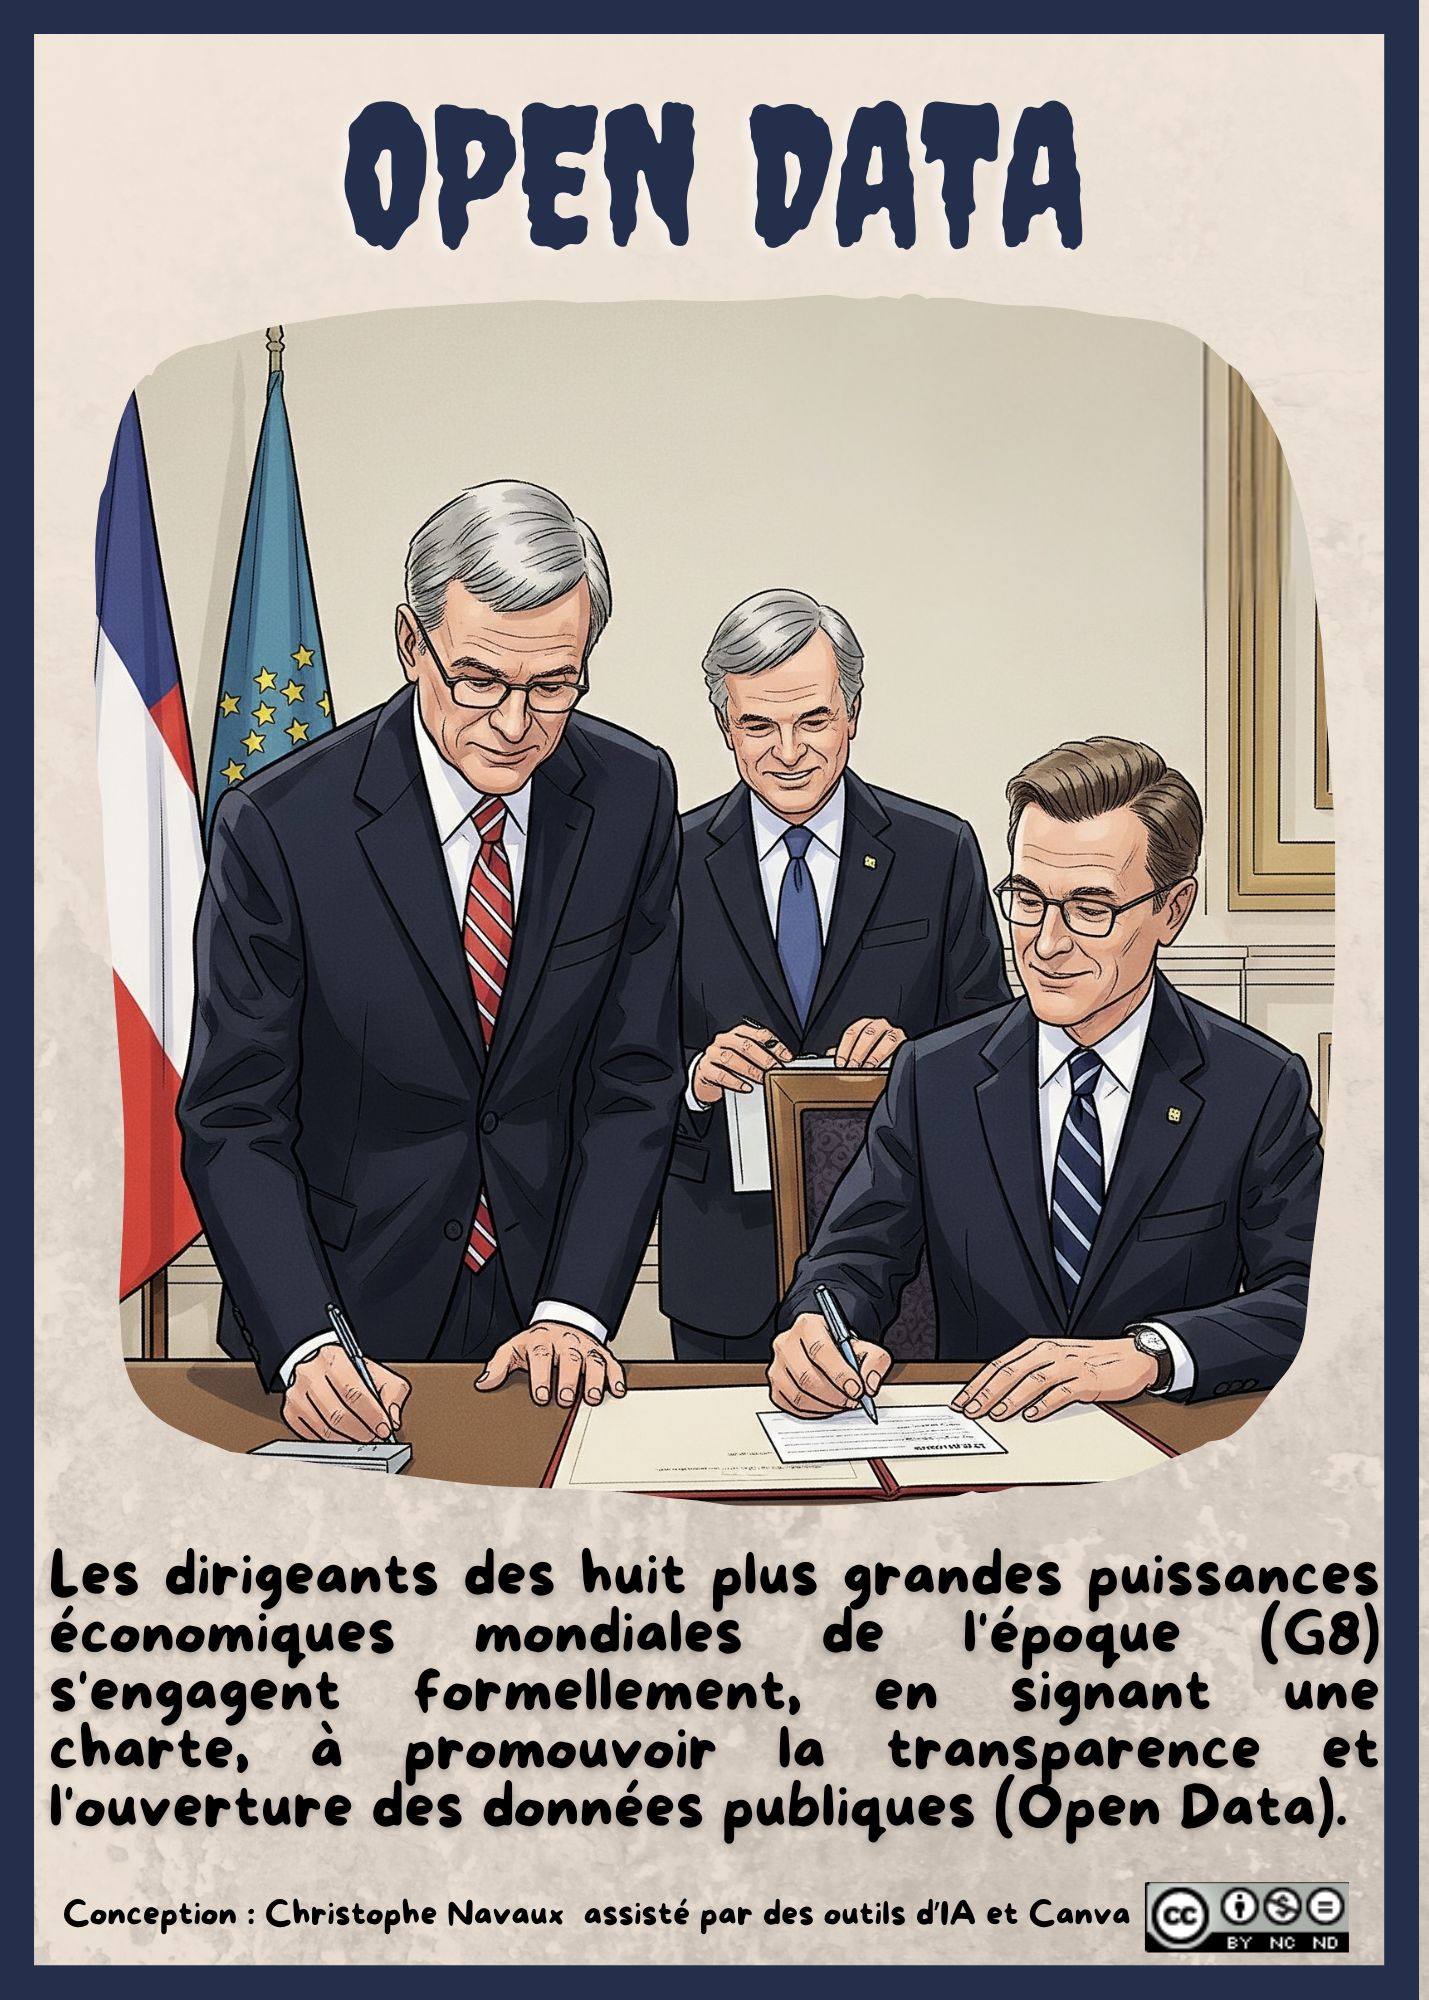 OPEN DATA
Les dirigeants des huit plus grandes puissances
économiques mondiales de l'époque (G8)
s'engagent formellement, en signant une
charte, à promouvoir la transparence et
l'ouverture des données publiques (Open Data).
Conception : Christophe Navaux assisté par des outils d'IA et Canva
cc
BY NC ND